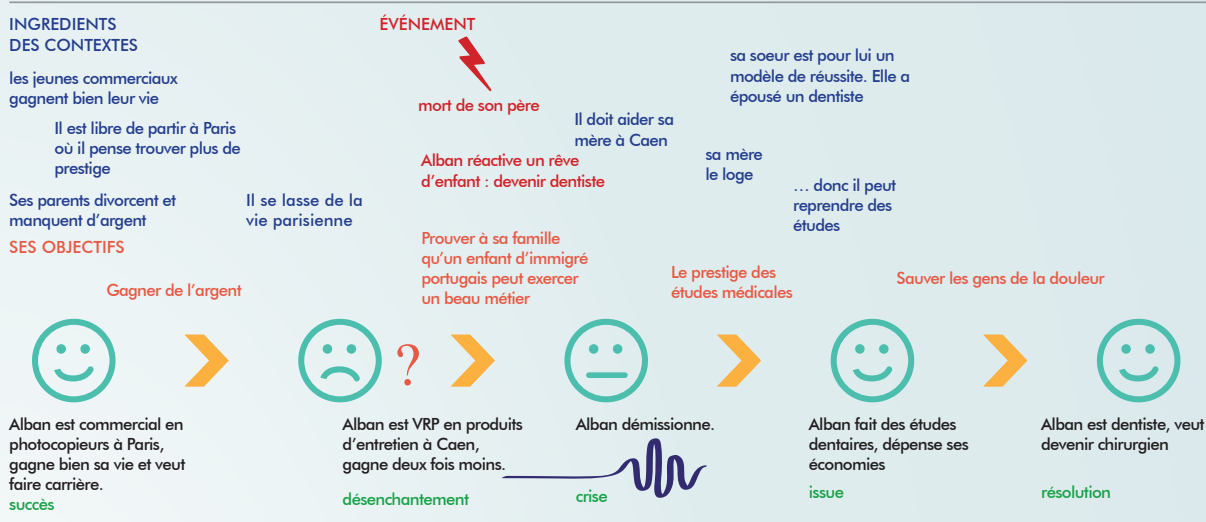 INGREDIENTS
DES CONTEXTES
les jeunes commerciaux
gagnent bien leur vie
Il est libre de partir à Paris
où il pense trouver plus de
prestige
Ses parents divorcent et
manquent d'argent
Il se lasse de la
vie parisienne
ÉVÉNEMENT
mort de son père
Alban réactive un rêve
d'enfant : devenir dentiste
Il doit aider sa
mère à Caen
sa mère
le loge
sa soeur est pour lui un
modèle de réussite. Elle a
épousé un dentiste
… donc il peut
reprendre des
études
SES OBJECTIFS
Gagner de l'argent
Prouver à sa famille
qu'un enfant d'immigré
portugais peut exercer
un beau métier
Le prestige des
études médicales
Sauver les gens de la douleur
?
Alban est commercial en
photocopieurs à Paris,
gagne bien sa vie et veut
faire carrière.
succès
Alban est VRP en produits
d'entretien à Caen,
gagne deux fois moins.
désenchantement
Alban démissionne.
crise
Alban fait des études
dentaires, dépense ses
économies
issue
Alban est dentiste, veut
devenir chirurgien
résolution